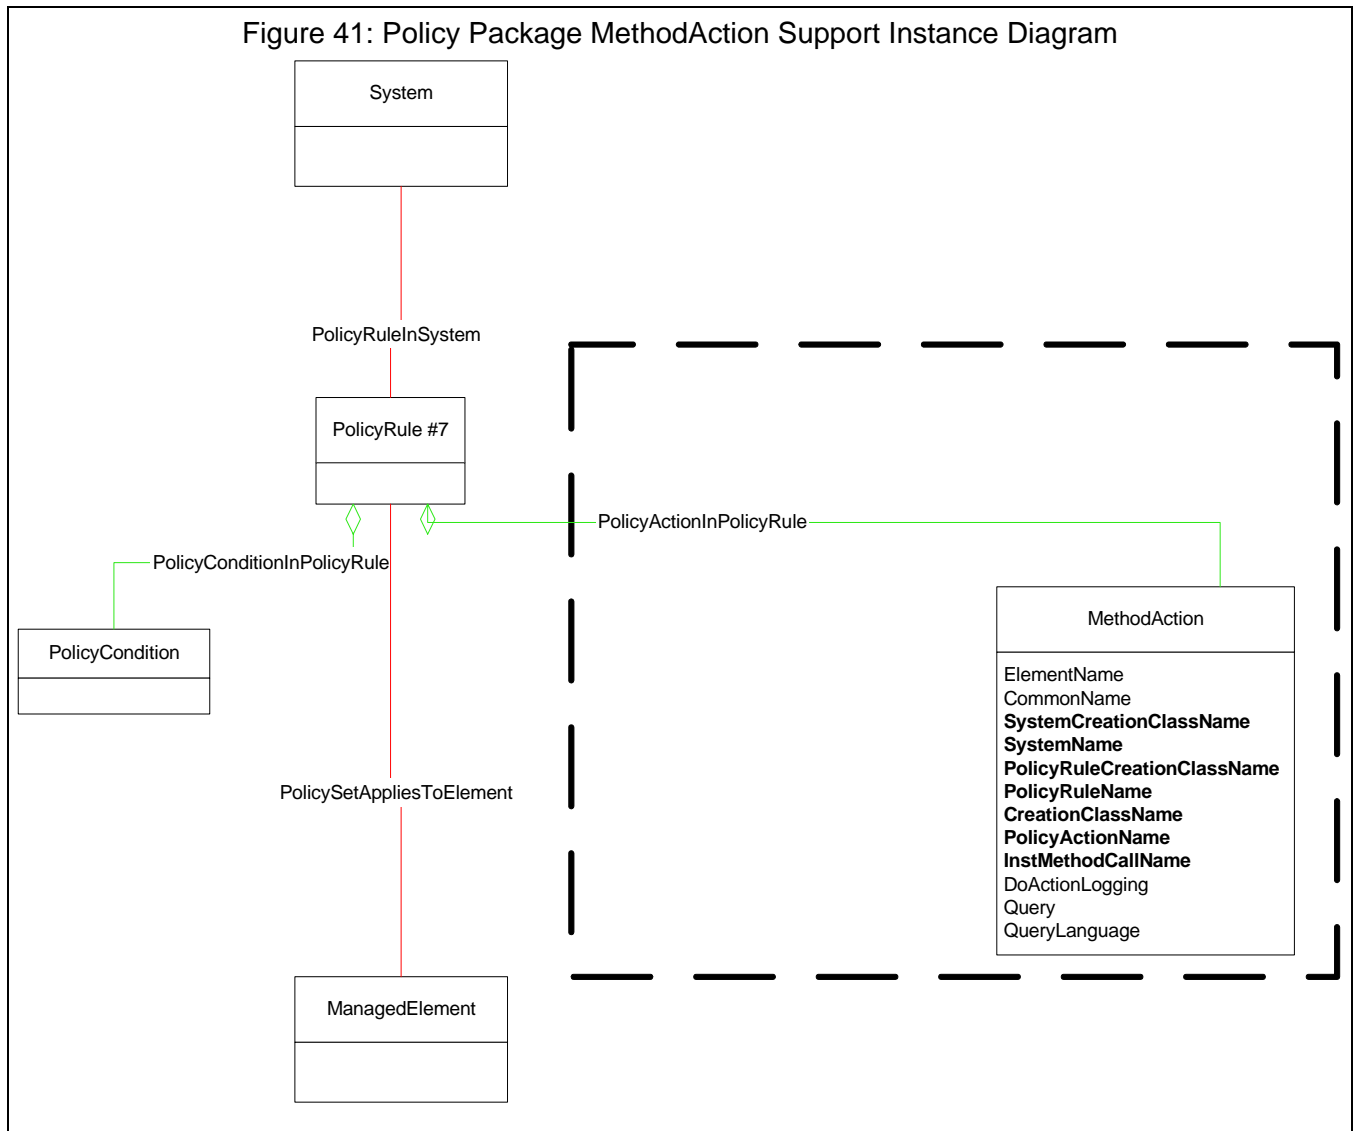 Figure 41: Policy Package MethodAction Support Instance Diagram
System
PolicyRuleInSystem
PolicyRule #7
PolicyActionInPolicyRule
PolicyConditionInPolicyRule
MethodAction
PolicyCondition
ElementName
CommonName
SystemCreationClassName
SystemName
PolicyRuleCreationClassName
PolicyRuleName
CreationClassName
PolicyActionName
InstMethodCallName
DoActionLogging
Query
QueryLanguage
PolicySetAppliesToElement
ManagedElement